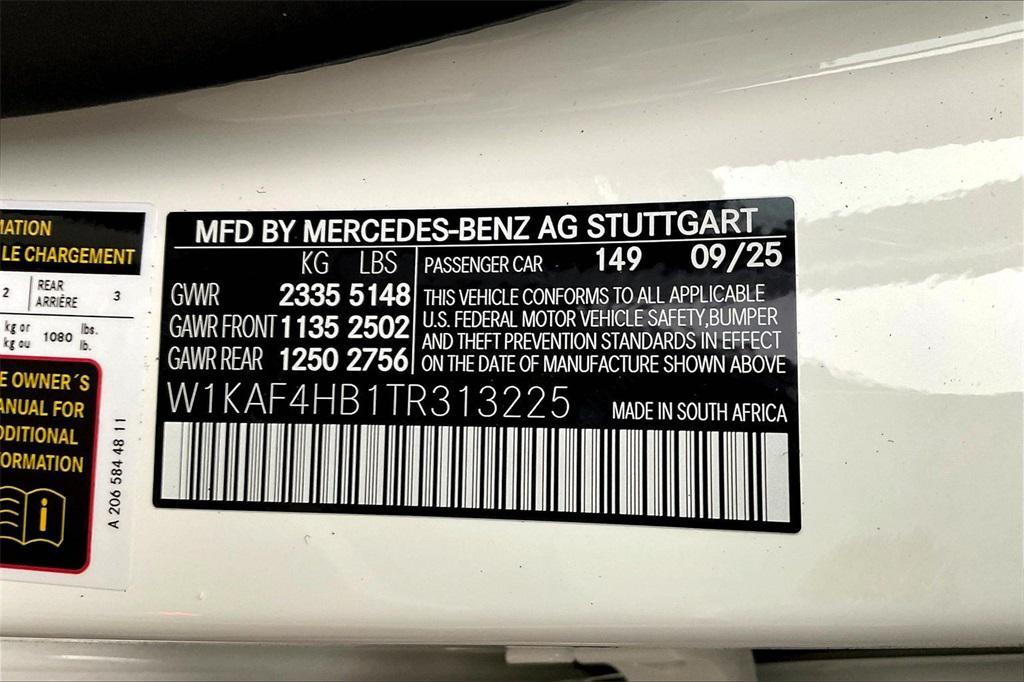 MATION
LE CHARGEMENT
2 REAR ARRIÈRE 3
kg or kg ou 1080 lbs. lb.
E OWNER´S
ANUAL FOR
DDITIONAL
FORMATION
i
A 206 584 48 11
MFD BY MERCEDES-BENZ AG STUTTGART
KG LBS
GVWR 2335 5148
GAWR FRONT 1135 2502
GAWR REAR 1250 2756
PASSENGER CAR 149 09/25
THIS VEHICLE CONFORMS TO ALL APPLICABLE
U.S. FEDERAL MOTOR VEHICLE SAFETY,BUMPER
AND THEFT PREVENTION STANDARDS IN EFFECT
ON THE DATE OF MANUFACTURE SHOWN ABOVE
W1KAF4HB1TR313225 MADE IN SOUTH AFRICA